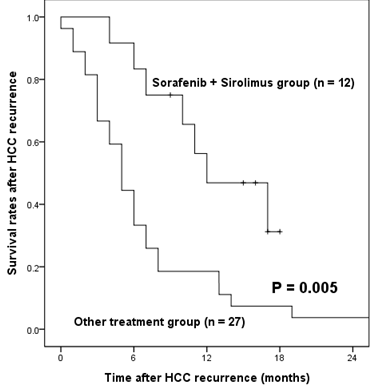 Survival rates after HCC recurrence
1.0
0.8
0.6
0.4
0.2
0.0
Sorafenib + Sirolimus group (n = 12)
P = 0.005
Other treatment group (n = 27)
0 6 12 18 24
Time after HCC recurrence (months)